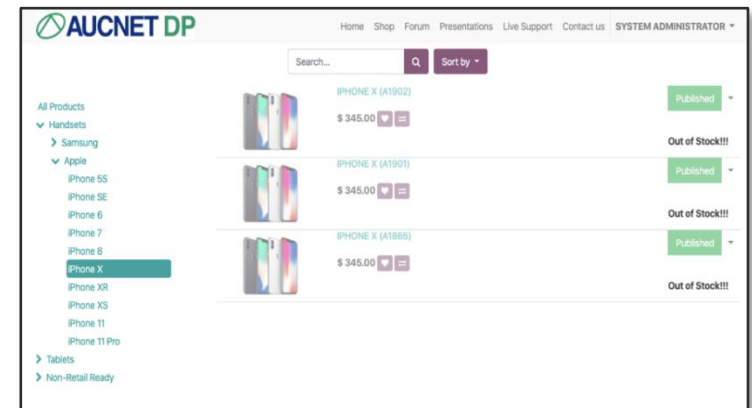 AUCNET DP
Home Shop Forum Presentations Live Support Contact us SYSTEM ADMINISTRATOR
Search... Sort by
All Products
Handsets
Samsung
Apple
iPhone 5S
iPhone SE
iPhone 6
iPhone 7
iPhone 8
iPhone X
iPhone XR
iPhone XS
iPhone 11
iPhone 11 Pro
Tablets
Non-Retail Ready
IPHONE X (A1902)
Published
$ 345.00
Out of Stock!!!
IPHONE X (A1901)
Published
$ 345.00
Out of Stock!!!
IPHONE X (A1865)
Published
$ 345.00
Out of Stock!!!